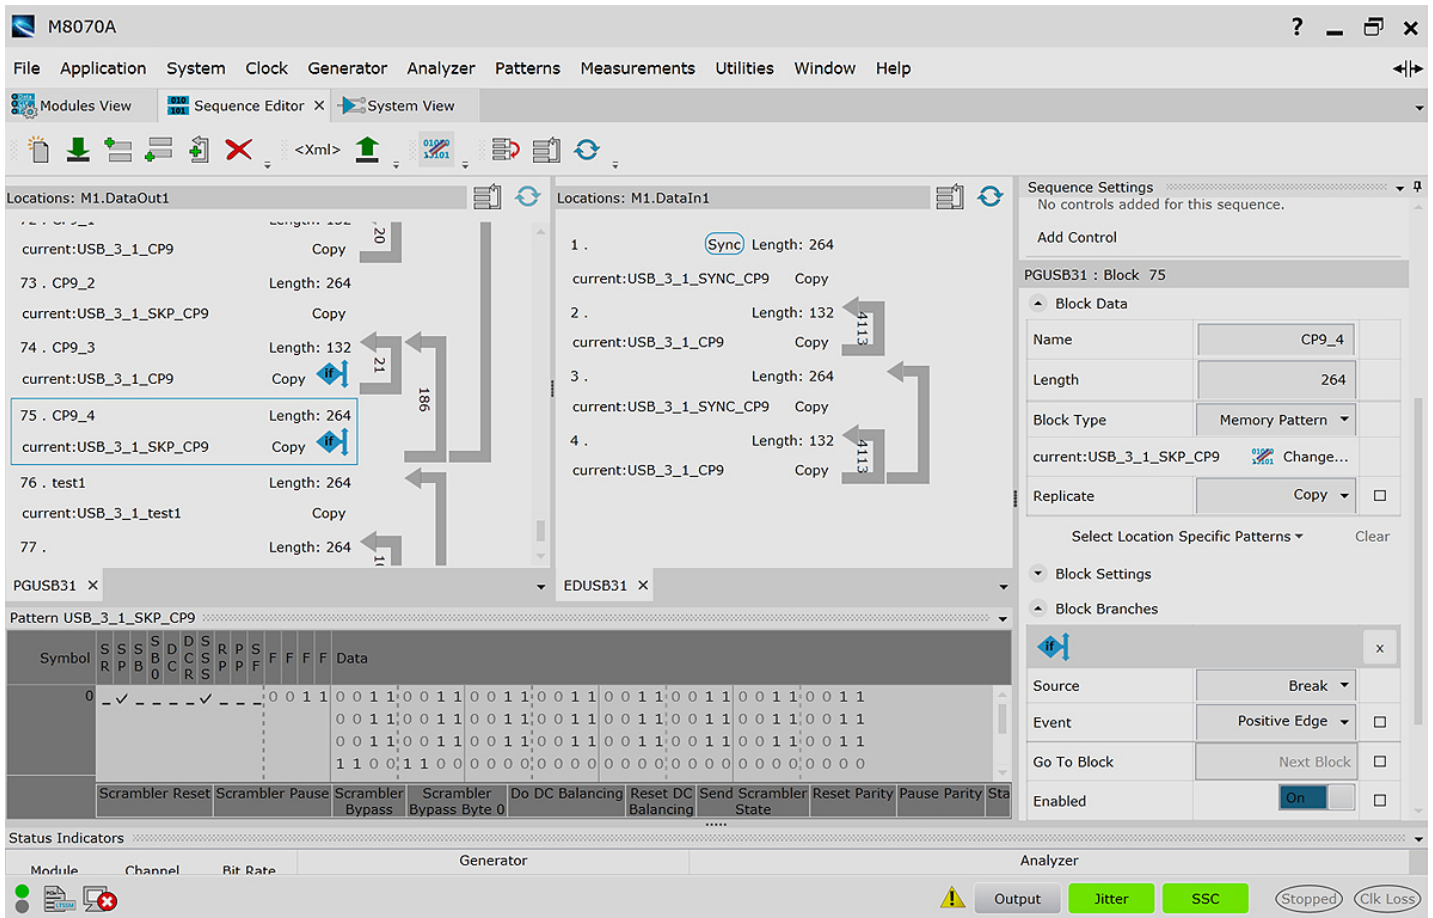 M8070A
File Application System Clock Generator Analyzer Patterns Measurements Utilities Window Help
Modules View Sequence Editor System View
<Xml>
Locations: M1.DataOut1
Length: 132
20
current:USB_3_1_CP9 Copy
73 . CP9_2 Length: 264
current:USB_3_1_SKP_CP9 Copy
74 . CP9_3 Length: 132
current:USB_3_1_CP9 Copy if
21
186
75 . CP9_4 Length: 264
current:USB_3_1_SKP_CP9 Copy if
76 . test1 Length: 264
current:USB_3_1_test1 Copy
77 . Length: 264
PGUSB31
Locations: M1.DataIn1
1 . Sync Length: 264
current:USB_3_1_SYNC_CP9 Copy
2 . Length: 132
current:USB_3_1_CP9 Copy
4113
3 . Length: 264
current:USB_3_1_SYNC_CP9 Copy
4 . Length: 132
current:USB_3_1_CP9 Copy
4113
EDUSB31
Sequence Settings
No controls added for this sequence.
Add Control
PGUSB31 : Block 75
Block Data
Name CP9_4
Length 264
Block Type Memory Pattern
current:USB_3_1_SKP_CP9 Change...
Replicate Copy
Select Location Specific Patterns Clear
Block Settings
Block Branches
if x
Source Break
Event Positive Edge
Go To Block Next Block
Enabled On
Pattern USB_3_1_SKP_CP9
Symbol SR SP SB SB0 DC DCR SSS RP PP SF F F F F Data
0 0 0 1 1 0 0 1 1 0 0 1 1 0 0 1 1 0 0 1 1 0 0 1 1 0 0 1 1 0 0 1 1 0 0 1 1
0 0 1 1 0 0 1 1 0 0 1 1 0 0 1 1 0 0 1 1 0 0 1 1 0 0 1 1 0 0 1 1
0 0 1 1 0 0 1 1 0 0 1 1 0 0 1 1 0 0 1 1 0 0 1 1 0 0 1 1 0 0 1 1
1 1 0 0 1 1 0 0 0 0 0 0 0 0 0 0 0 0 0 0 0 0 0 0 0 0 0 0 0 0 0 0
Scrambler Reset Scrambler Pause Scrambler Bypass Scrambler Bypass Byte 0 Do DC Balancing Reset DC Balancing Send Scrambler State Reset Parity Pause Parity Sta
Status Indicators
Module Channel Bit Rate Generator Analyzer
Output Jitter SSC Stopped Clk Loss